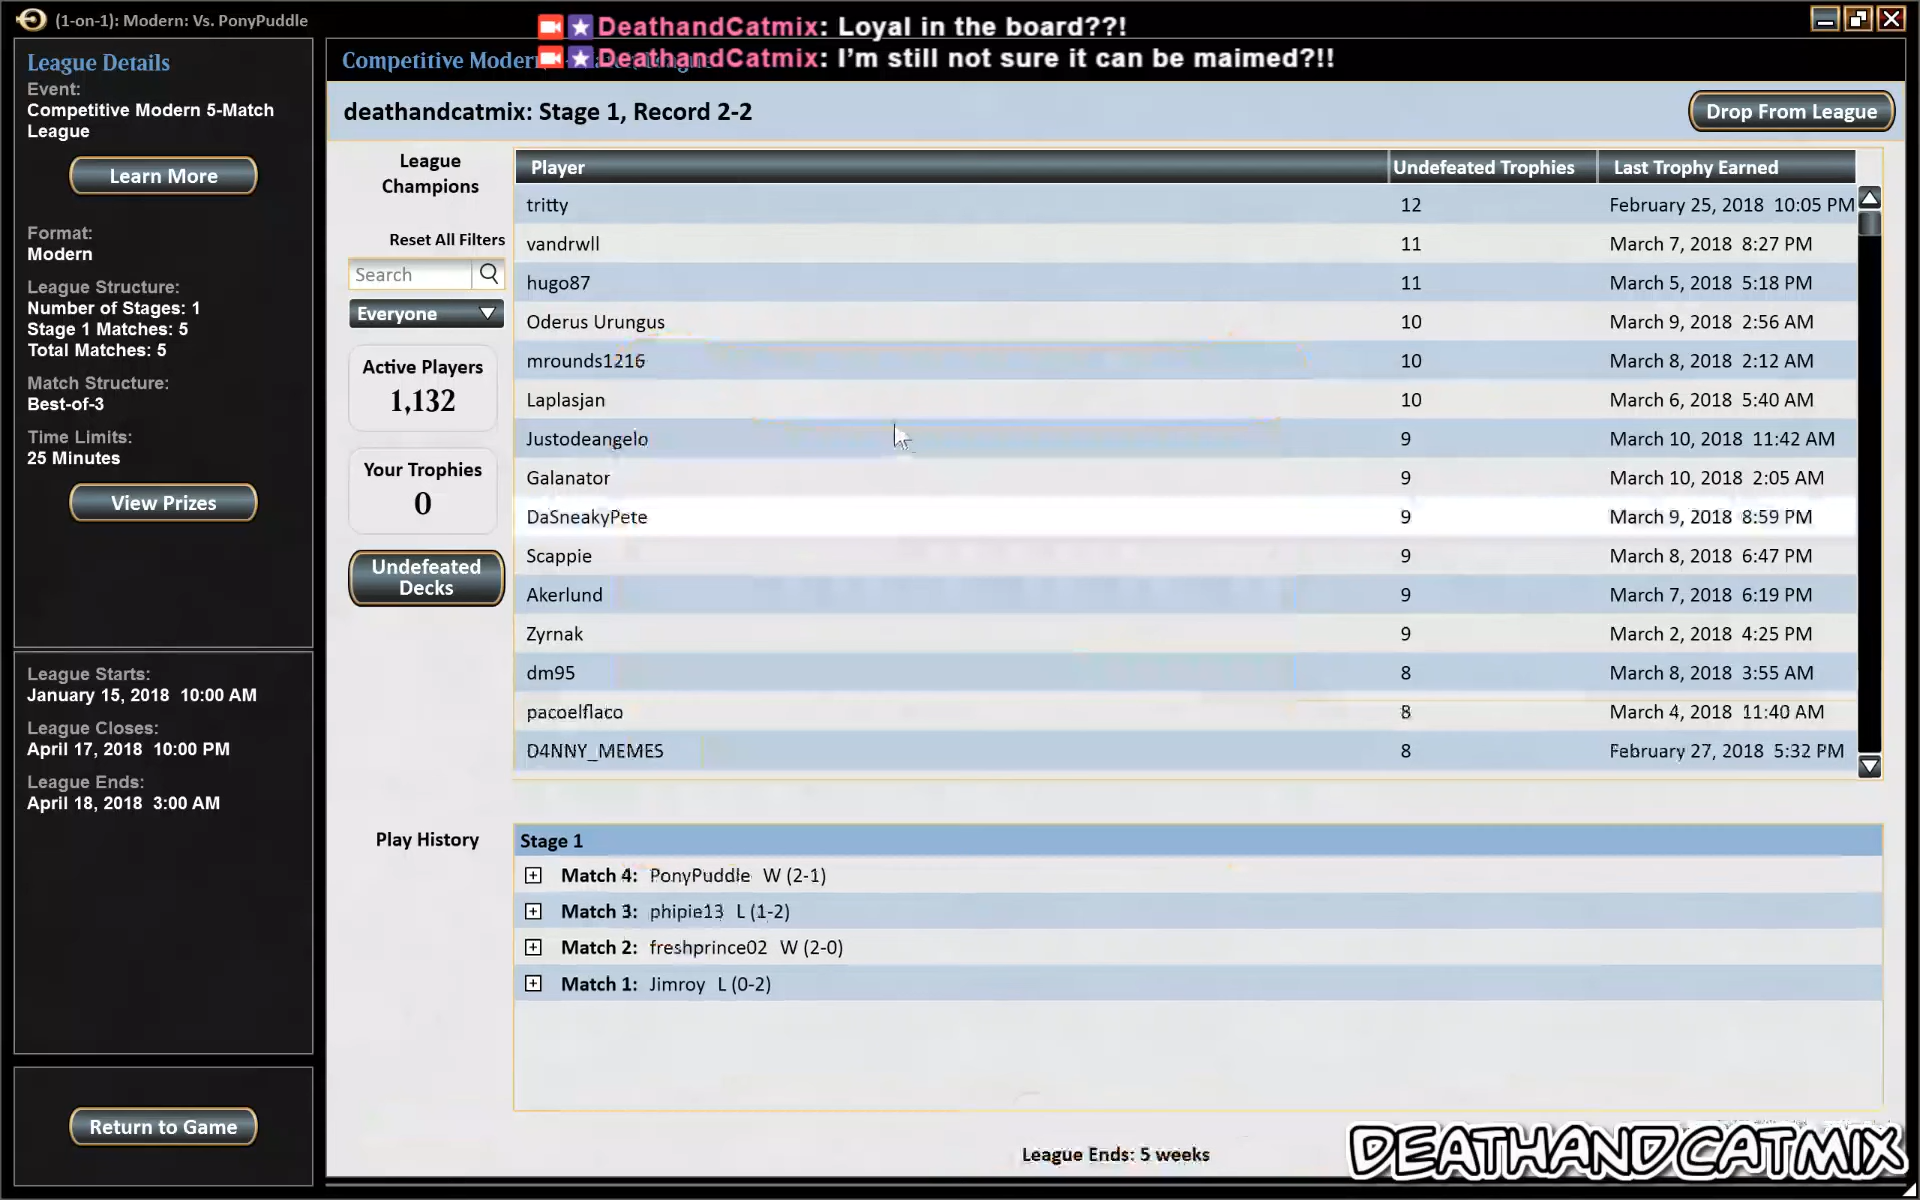 (1-on-1): Modern: Vs. PonyPuddle
DeathandCatmix: Loyal in the board??!
DeathandCatmix: I'm still not sure it can be maimed?!!
League Details
Event:
Competitive Modern 5-Match
League
Learn More
Format:
Modern
League Structure:
Number of Stages: 1
Stage 1 Matches: 5
Total Matches: 5
Match Structure:
Best-of-3
Time Limits:
25 Minutes
View Prizes
League Starts:
January 15, 2018 10:00 AM
League Closes:
April 17, 2018 10:00 PM
League Ends:
April 18, 2018 3:00 AM
Return to Game
Competitive Modern
deathandcatmix: Stage 1, Record 2-2
Drop From League
League
Champions
Reset All Filters
Search
Everyone
Active Players
1,132
Your Trophies
0
Undefeated
Decks
Player Undefeated Trophies Last Trophy Earned
tritty 12 February 25, 2018 10:05 PM
vandrwll 11 March 7, 2018 8:27 PM
hugo87 11 March 5, 2018 5:18 PM
Oderus Urungus 10 March 9, 2018 2:56 AM
mrounds1216 10 March 8, 2018 2:12 AM
Laplasjan 10 March 6, 2018 5:40 AM
Justodeangelo 9 March 10, 2018 11:42 AM
Galanator 9 March 10, 2018 2:05 AM
DaSneakyPete 9 March 9, 2018 8:59 PM
Scappie 9 March 8, 2018 6:47 PM
Akerlund 9 March 7, 2018 6:19 PM
Zyrnak 9 March 2, 2018 4:25 PM
dm95 8 March 8, 2018 3:55 AM
pacoelflaco 8 March 4, 2018 11:40 AM
D4NNY_MEMES 8 February 27, 2018 5:32 PM
Play History
Stage 1
Match 4: PonyPuddle W (2-1)
Match 3: phipie13 L (1-2)
Match 2: freshprince02 W (2-0)
Match 1: Jimroy L (0-2)
League Ends: 5 weeks
DEATHANDCATMIX